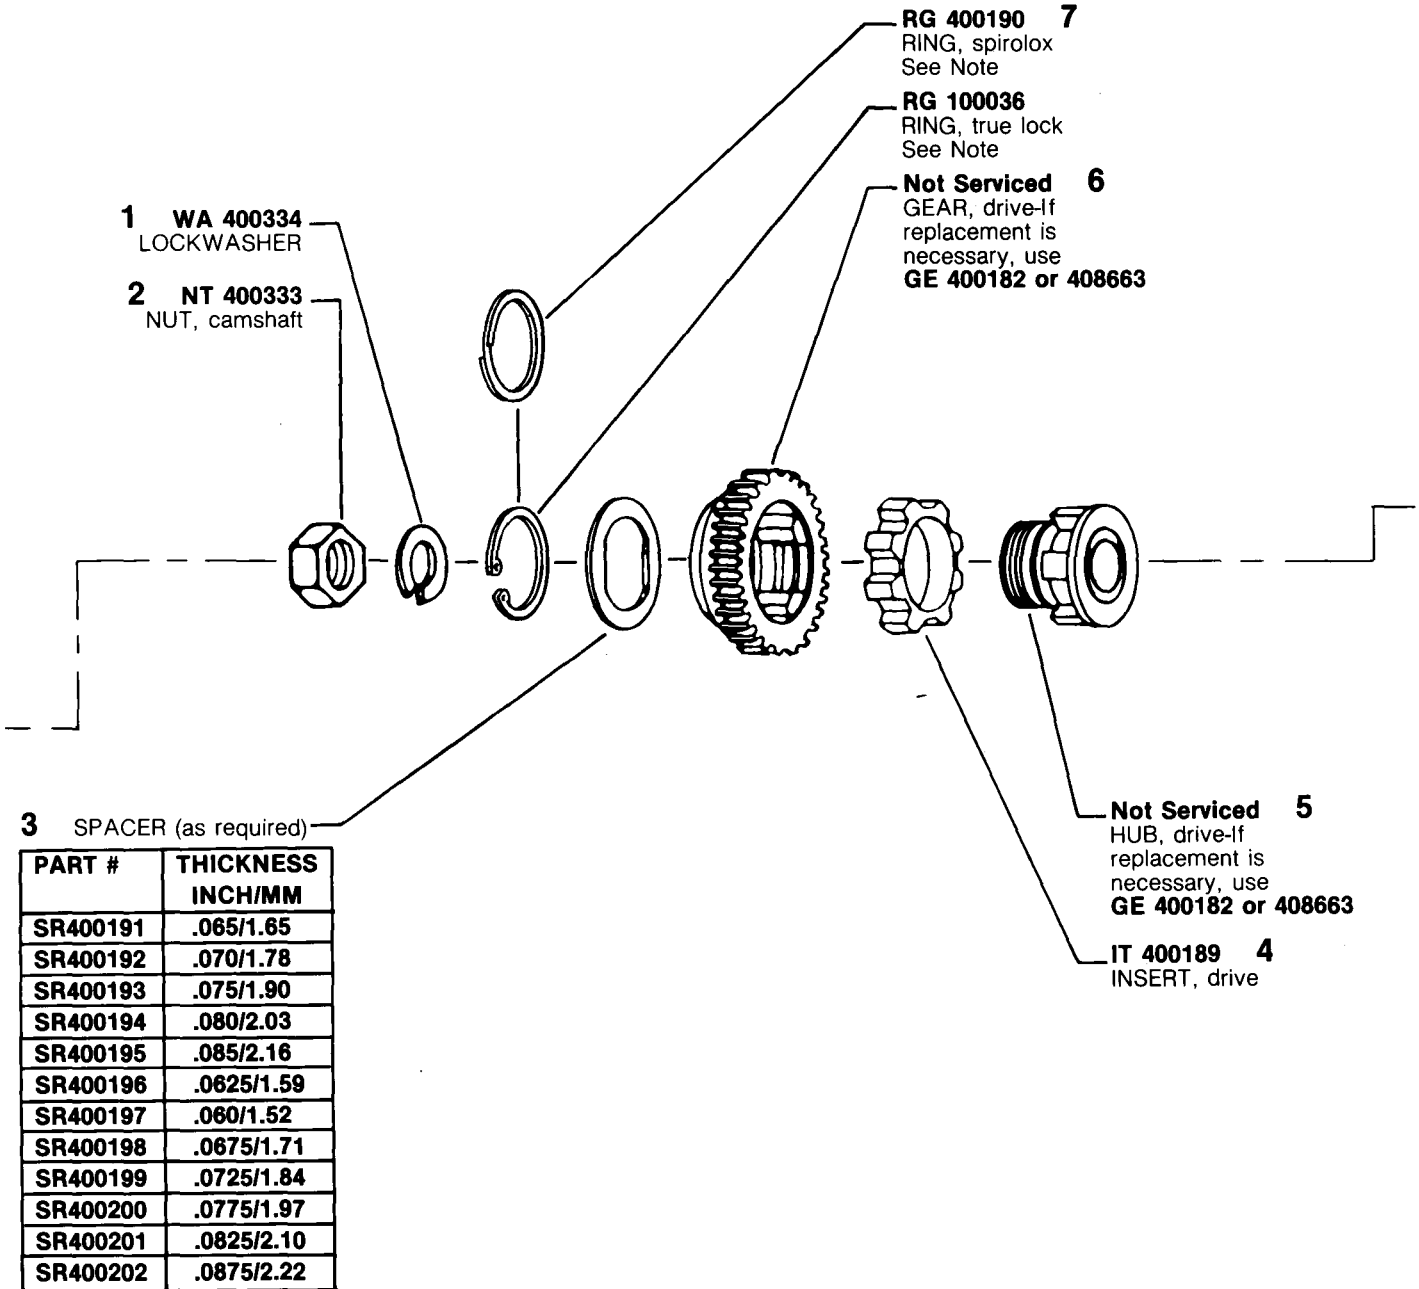 RG 400190 7
RING, spirolox
See Note
RG 100036
RING, true lock
See Note
Not Serviced 6
GEAR, drive-If
replacement is
necessary, use
GE 400182 or 408663
1 WA 400334
LOCKWASHER
2 NT 400333
NUT, camshaft
3 SPACER (as required)
PART # THICKNESS
INCH/MM
SR400191 .065/1.65
SR400192 .070/1.78
SR400193 .075/1.90
SR400194 .080/2.03
SR400195 .085/2.16
SR400196 .0625/1.59
SR400197 .060/1.52
SR400198 .0675/1.71
SR400199 .0725/1.84
SR400200 .0775/1.97
SR400201 .0825/2.10
SR400202 .0875/2.22
Not Serviced 5
HUB, drive-If
replacement is
necessary, use
GE 400182 or 408663
IT 400189 4
INSERT, drive